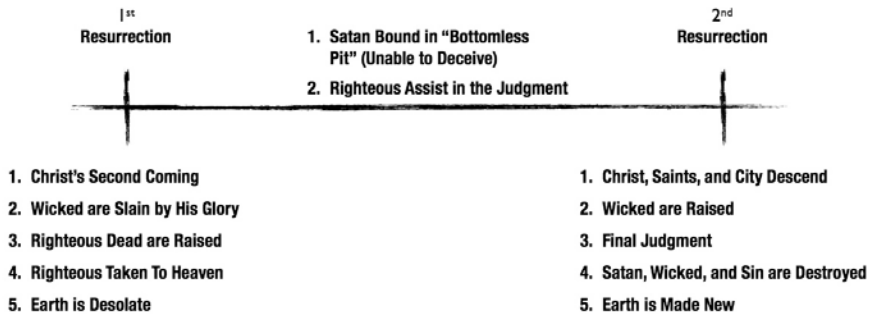 1st
Resurrection
1. Satan Bound in “Bottomless
Pit” (Unable to Deceive)
2. Righteous Assist in the Judgment
2nd
Resurrection
1. Christ’s Second Coming
2. Wicked are Slain by His Glory
3. Righteous Dead are Raised
4. Righteous Taken To Heaven
5. Earth is Desolate
1. Christ, Saints, and City Descend
2. Wicked are Raised
3. Final Judgment
4. Satan, Wicked, and Sin are Destroyed
5. Earth is Made New